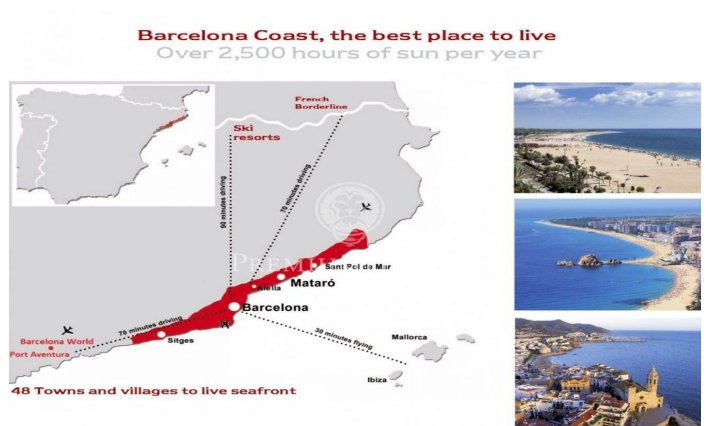 Barcelona Coast, the best place to live
Over 2,500 hours of sun per year
French
Borderline
Ski
resorts
90 minutes driving
70 minutes driving
Sant Pol de Mar
Mataró
Alella
Barcelona
70 minutes driving
Barcelona World
Port Aventura
Sitges
30 minutes flying
Mallorca
Ibiza
48 Towns and villages to live seafront